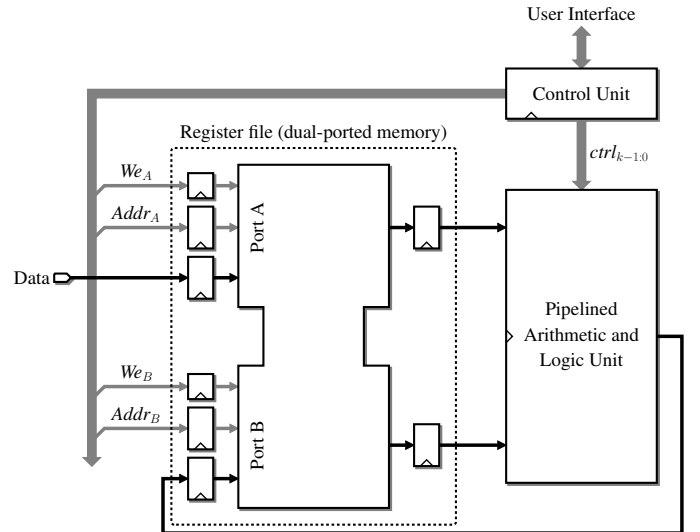 User Interface
Control Unit
Register file (dual-ported memory)
ctrlₖ₋₁:₀
We_A
Addr_A
Port A
Data
Pipelined
Arithmetic and
Logic Unit
We_B
Addr_B
Port B